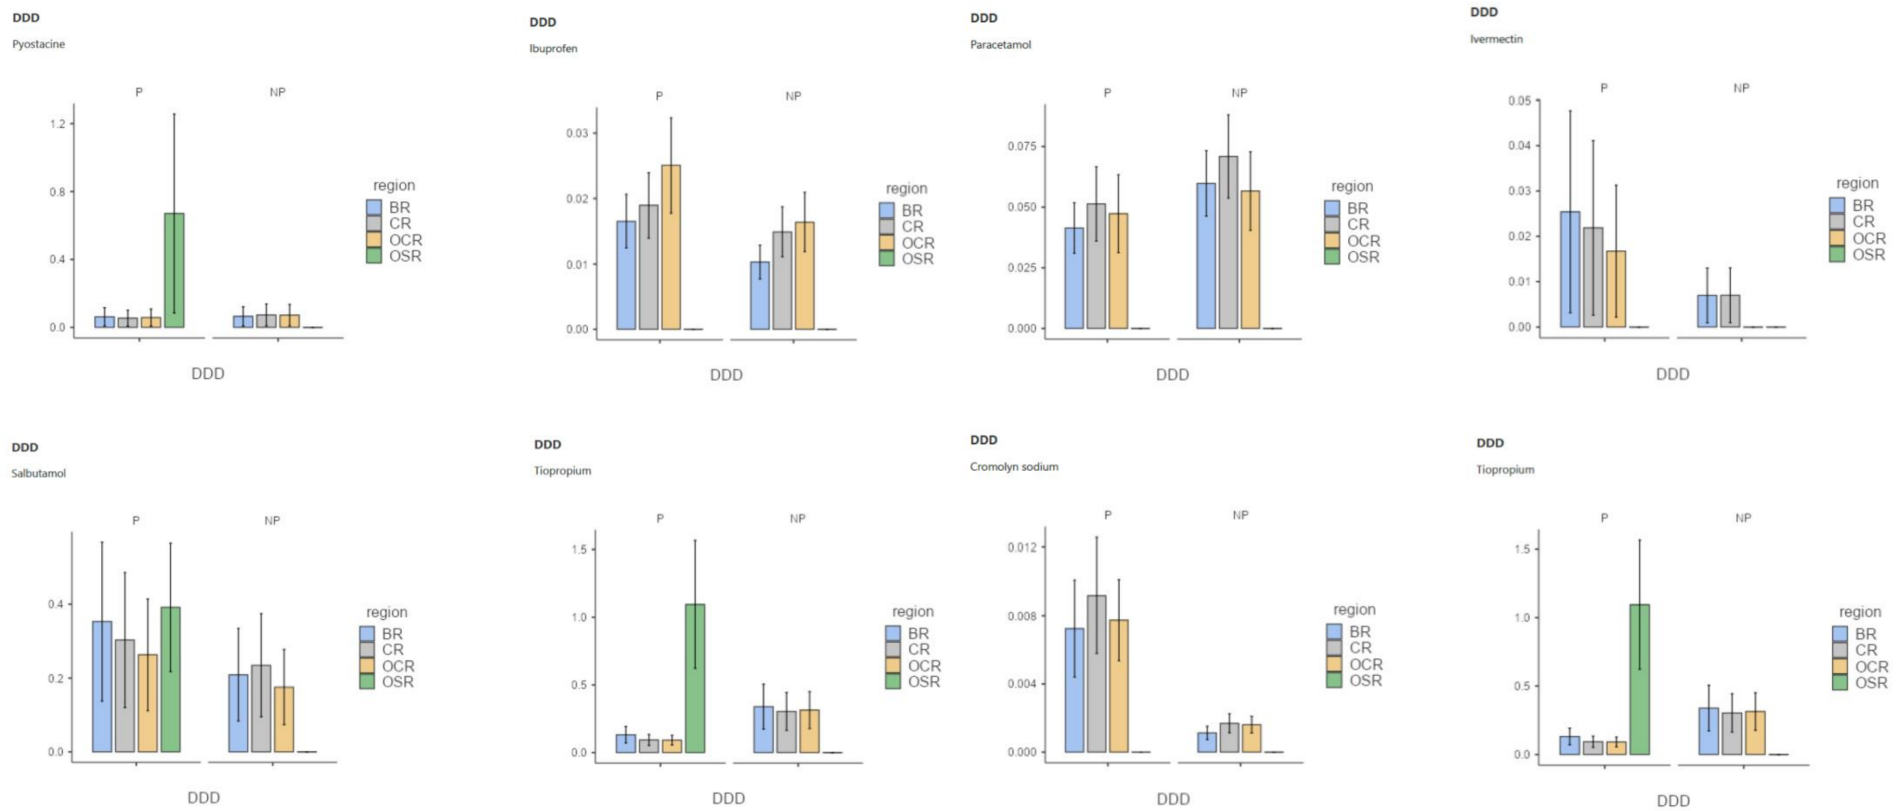 DDD
Pyostacine
P NP
1.2
0.8
0.4
0.0
region
BR
CR
OCR
OSR
DDD
DDD
Ibuprofen
P NP
0.03
0.02
0.01
0.00
region
BR
CR
OCR
OSR
DDD
DDD
Paracetamol
P NP
0.075
0.050
0.025
0.000
region
BR
CR
OCR
OSR
DDD
DDD
Ivermectin
P NP
0.05
0.04
0.03
0.02
0.01
0.00
region
BR
CR
OCR
OSR
DDD
DDD
Salbutamol
P NP
0.4
0.2
0.0
region
BR
CR
OCR
OSR
DDD
DDD
Tiopropium
P NP
1.5
1.0
0.5
0.0
region
BR
CR
OCR
OSR
DDD
DDD
Cromolyn sodium
P NP
0.012
0.008
0.004
0.000
region
BR
CR
OCR
OSR
DDD
DDD
Tiopropium
P NP
1.5
1.0
0.5
0.0
region
BR
CR
OCR
OSR
DDD